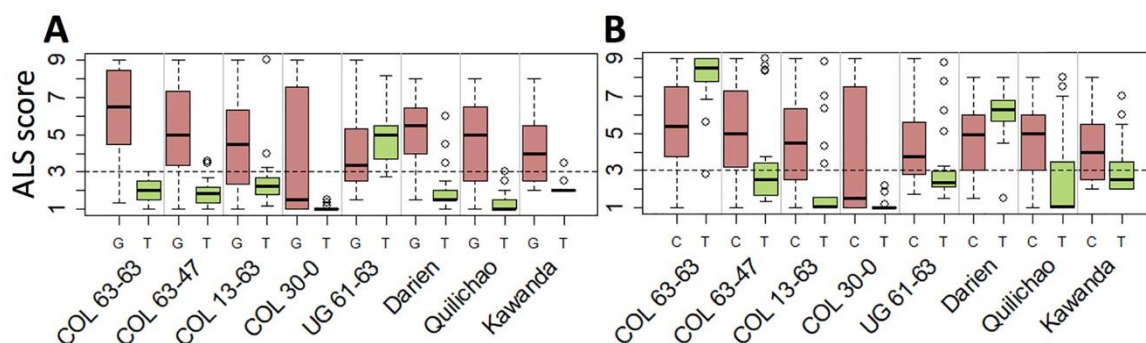 A
B
ALS score
9
7
5
3
1
9
7
5
3
1
G T G T G T G T G T G T G T G T
C T C T C T C T C T C T C T C T
COL 63-63
COL 63-47
COL 13-63
COL 30-0
UG 61-63
Darien
Quilichao
Kawanda
COL 63-63
COL 63-47
COL 13-63
COL 30-0
UG 61-63
Darien
Quilichao
Kawanda